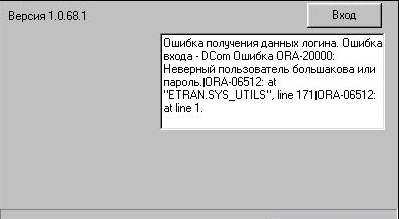 Версия 1.0.68.1
Вход
Ошибка получения данных логина. Ошибка
входа - DCom Ошибка ORA-20000:
Неверный пользователь большакова или
пароль.|ORA-06512: at
"ETRAN.SYS_UTILS", line 171|ORA-06512:
at line 1.